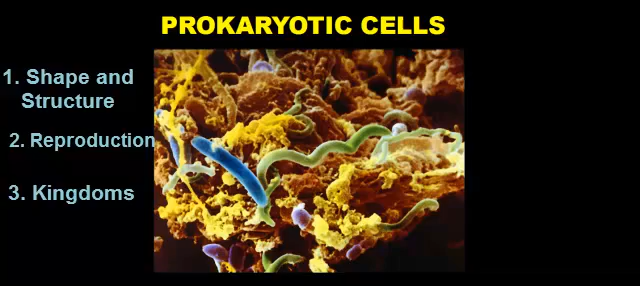 PROKARYOTIC CELLS
1. Shape and
Structure
2. Reproduction
3. Kingdoms